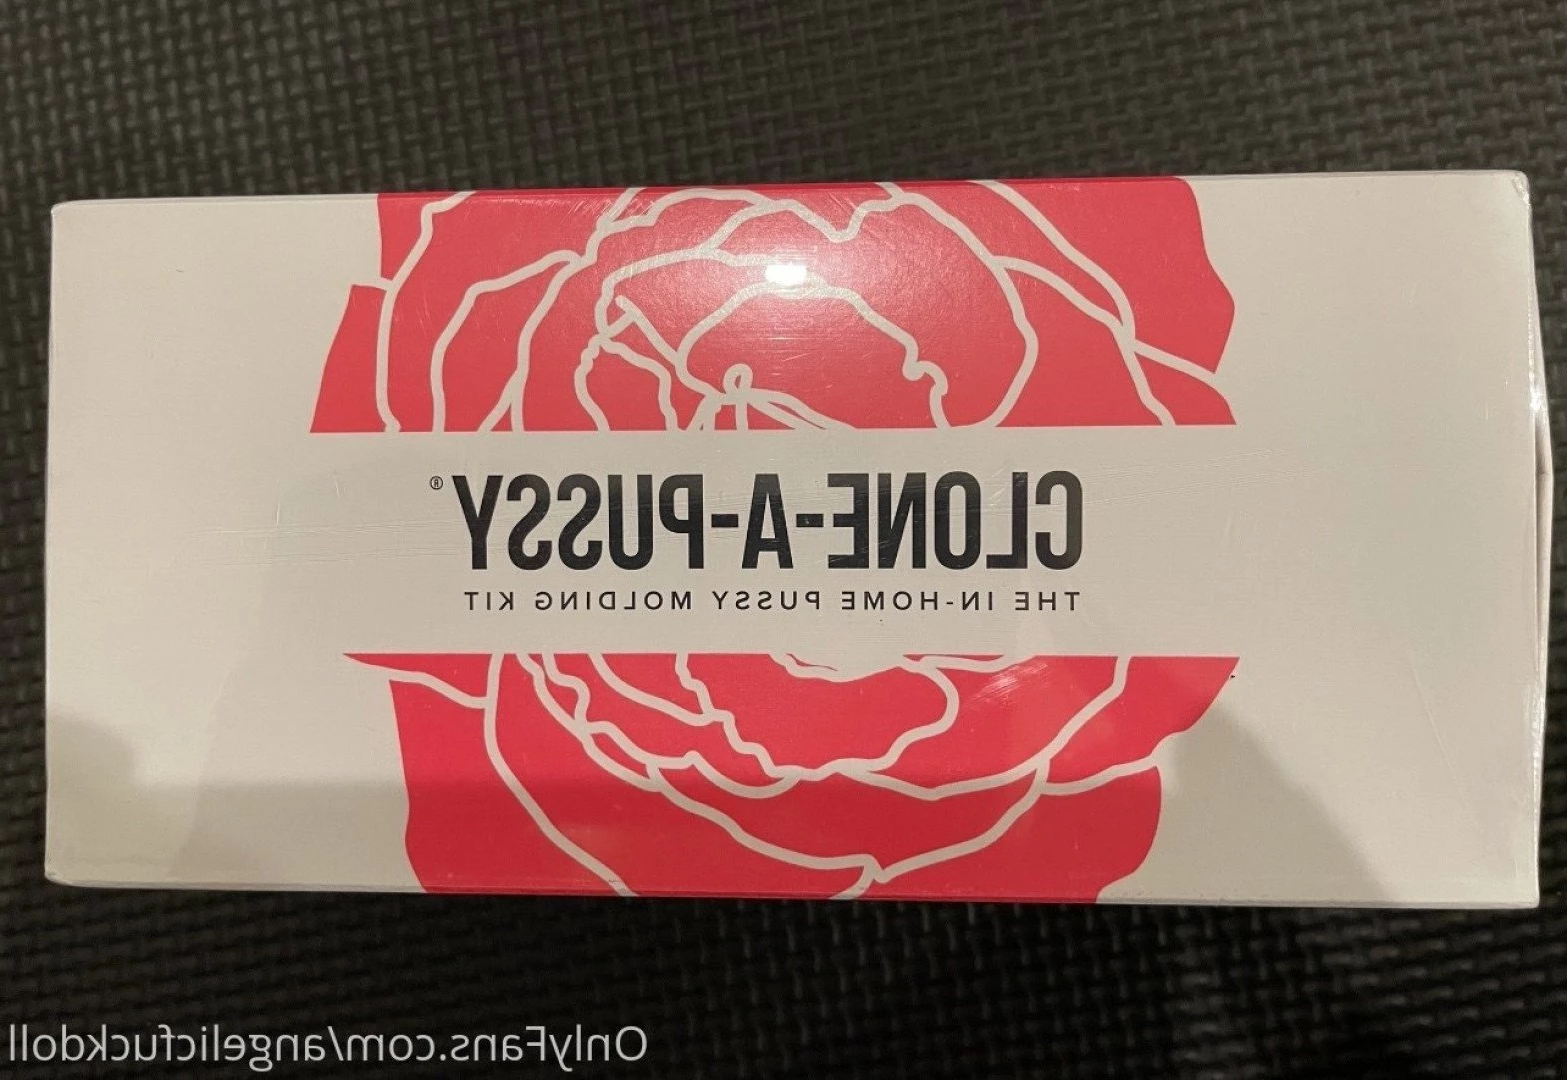 CLONE-A-PUSSY®
THE IN-HOME PUSSY MOLDING KIT
OnlyFans.com/angelicfuckdoll